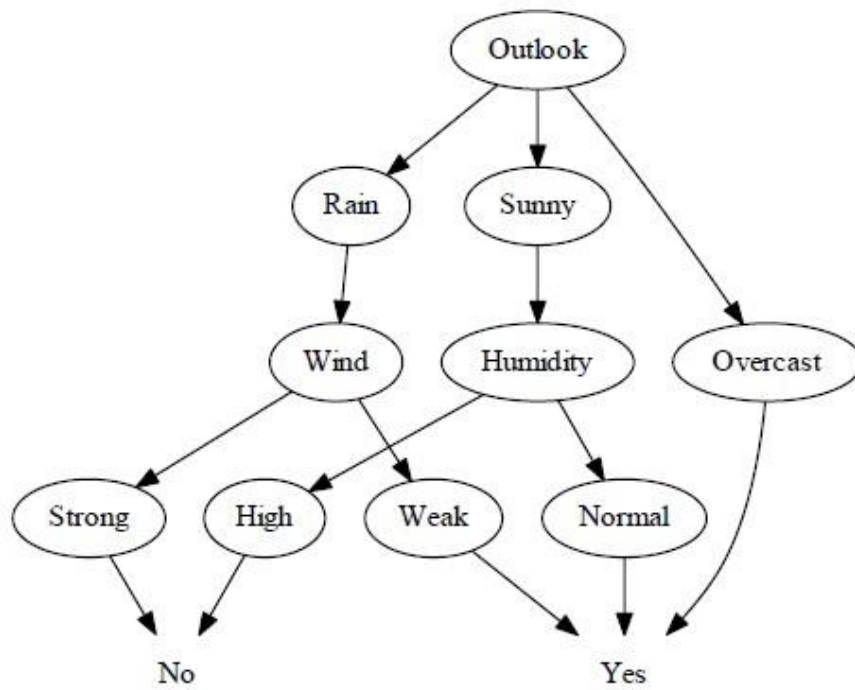 Outlook
Rain
Sunny
Wind
Humidity
Overcast
Strong
High
Weak
Normal
No
Yes